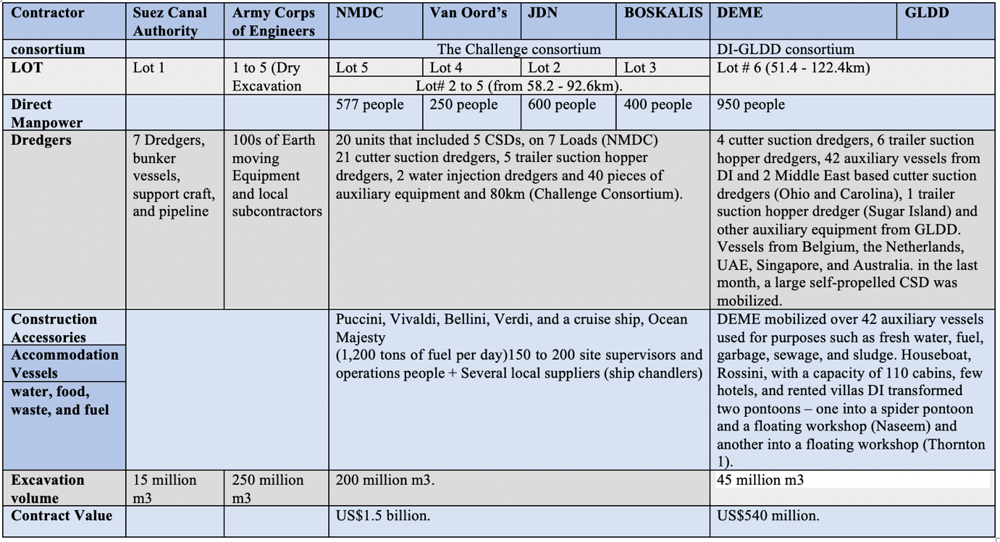 Contractor
Suez Canal
Authority
Army Corps
of Engineers
NMDC
Van Oord’s
JDN
BOSKALIS
DEME
GLDD
consortium
The Challenge consortium
DI-GLDD consortium
LOT
Lot 1
1 to 5 (Dry
Excavation
Lot 5
Lot 4
Lot 2
Lot 3
Lot# 2 to 5 (from 58.2 - 92.6km).
Lot # 6 (51.4 - 122.4km)
Direct
Manpower
577 people
250 people
600 people
400 people
950 people
Dredgers
7 Dredgers,
bunker
vessels,
support craft,
and pipeline
100s of Earth
moving
Equipment
and local
subcontractors
20 units that included 5 CSDs, on 7 Loads (NMDC)
21 cutter suction dredgers, 5 trailer suction hopper
dredgers, 2 water injection dredgers and 40 pieces of
auxiliary equipment and 80km (Challenge Consortium).
4 cutter suction dredgers, 6 trailer suction
hopper dredgers, 42 auxiliary vessels from
DI and 2 Middle East based cutter suction
dredgers (Ohio and Carolina), 1 trailer
suction hopper dredger (Sugar Island) and
other auxiliary equipment from GLDD.
Vessels from Belgium, the Netherlands,
UAE, Singapore, and Australia. in the last
month, a large self-propelled CSD was
mobilized.
Construction
Accessories
Accommodation
Vessels
water, food,
waste, and fuel
Puccini, Vivaldi, Bellini, Verdi, and a cruise ship, Ocean
Majesty
(1,200 tons of fuel per day)150 to 200 site supervisors and
operations people + Several local suppliers (ship chandlers)
DEME mobilized over 42 auxiliary vessels
used for purposes such as fresh water, fuel,
garbage, sewage, and sludge. Houseboat,
Rossini, with a capacity of 110 cabins, few
hotels, and rented villas DI transformed
two pontoons – one into a spider pontoon
and a floating workshop (Naseem) and
another into a floating workshop (Thornton
1).
Excavation
volume
15 million
m3
250 million
m3
200 million m3.
45 million m3
Contract Value
US$1.5 billion.
US$540 million.